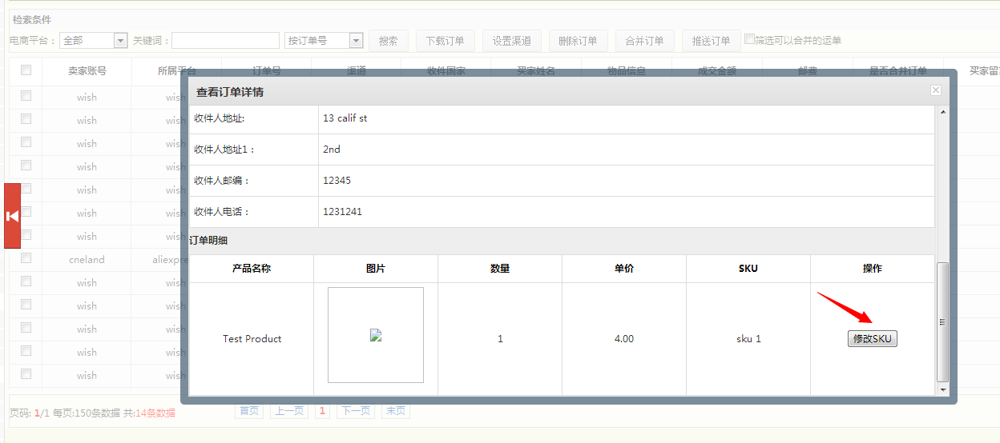 检索条件
电商平台： 全部 关键词： 按订单号 搜索 下载订单 设置渠道 删除订单 合并订单 推送订单 筛选可以合并的运单
卖家账号 所属平台 订单号 渠道 收件国家 买家姓名 物品信息 成交金额 邮费 是否合并订单 买家留
查看订单详情
wish wish
收件人地址: 13 calif st
wish wish
wish wish
收件人地址1： 2nd
wish wish
收件人邮编： 12345
wish wish
收件人电话： 1231241
wish wish
wish wish
订单明细
cneland aliexpre
产品名称 图片 数量 单价 SKU 操作
wish wish
wish wish
wish wish
Test Product 1 4.00 sku 1 修改SKU
wish wish
wish wish
页码: 1/1 每页:150条数据 共:14条数据 首页 上一页 1 下一页 末页